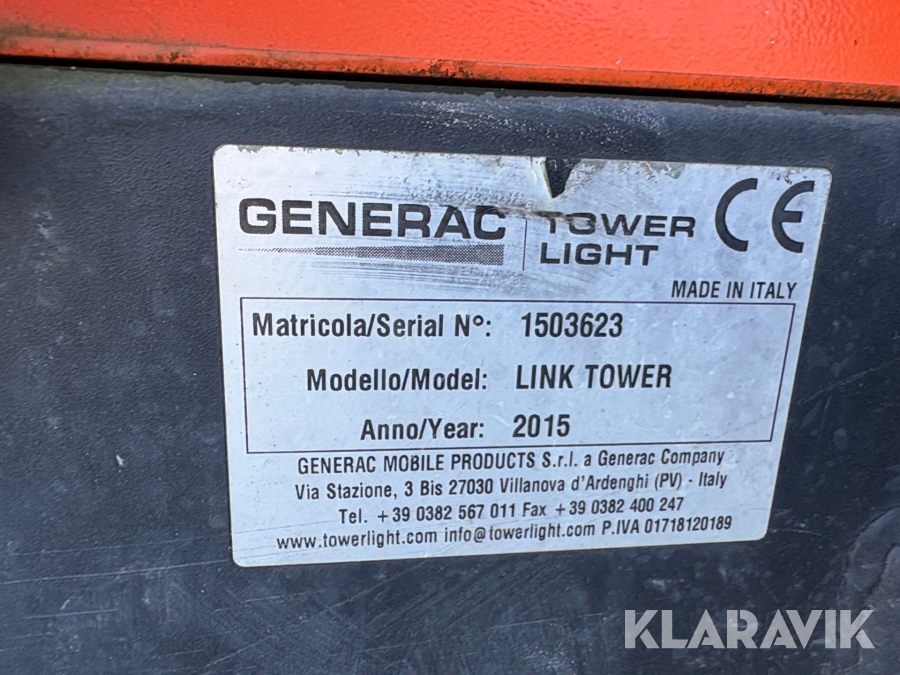 GENERAC
TOWER
LIGHT
CE
MADE IN ITALY
Matricola/Serial N°: 1503623
Modello/Model: LINK TOWER
Anno/Year: 2015
GENERAC MOBILE PRODUCTS S.r.l. a Generac Company
Via Stazione, 3 Bis 27030 Villanova d'Ardenghi (PV) - Italy
Tel. +39 0382 567 011 Fax +39 0382 400 247
www.towerlight.com info@towerlight.com P.IVA 01718120189
KLARAVIK